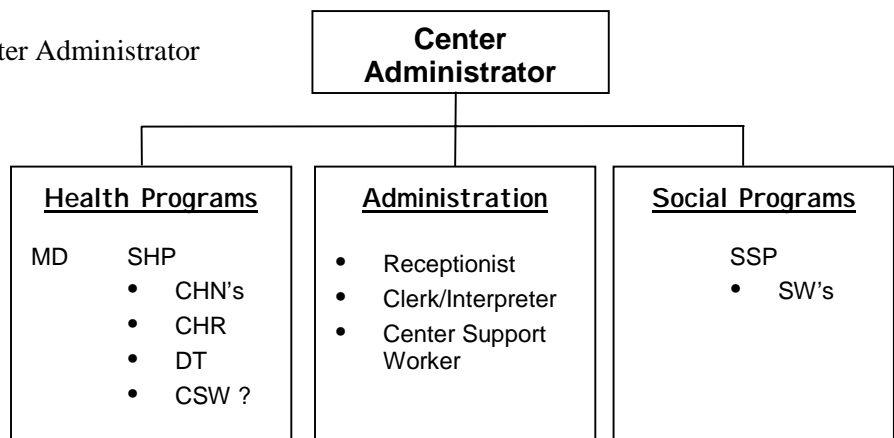 ter Administrator
Center
Administrator
Health Programs
MD SHP
• CHN's
• CHR
• DT
• CSW ?
Administration
• Receptionist
• Clerk/Interpreter
• Center Support
Worker
Social Programs
SSP
• SW's